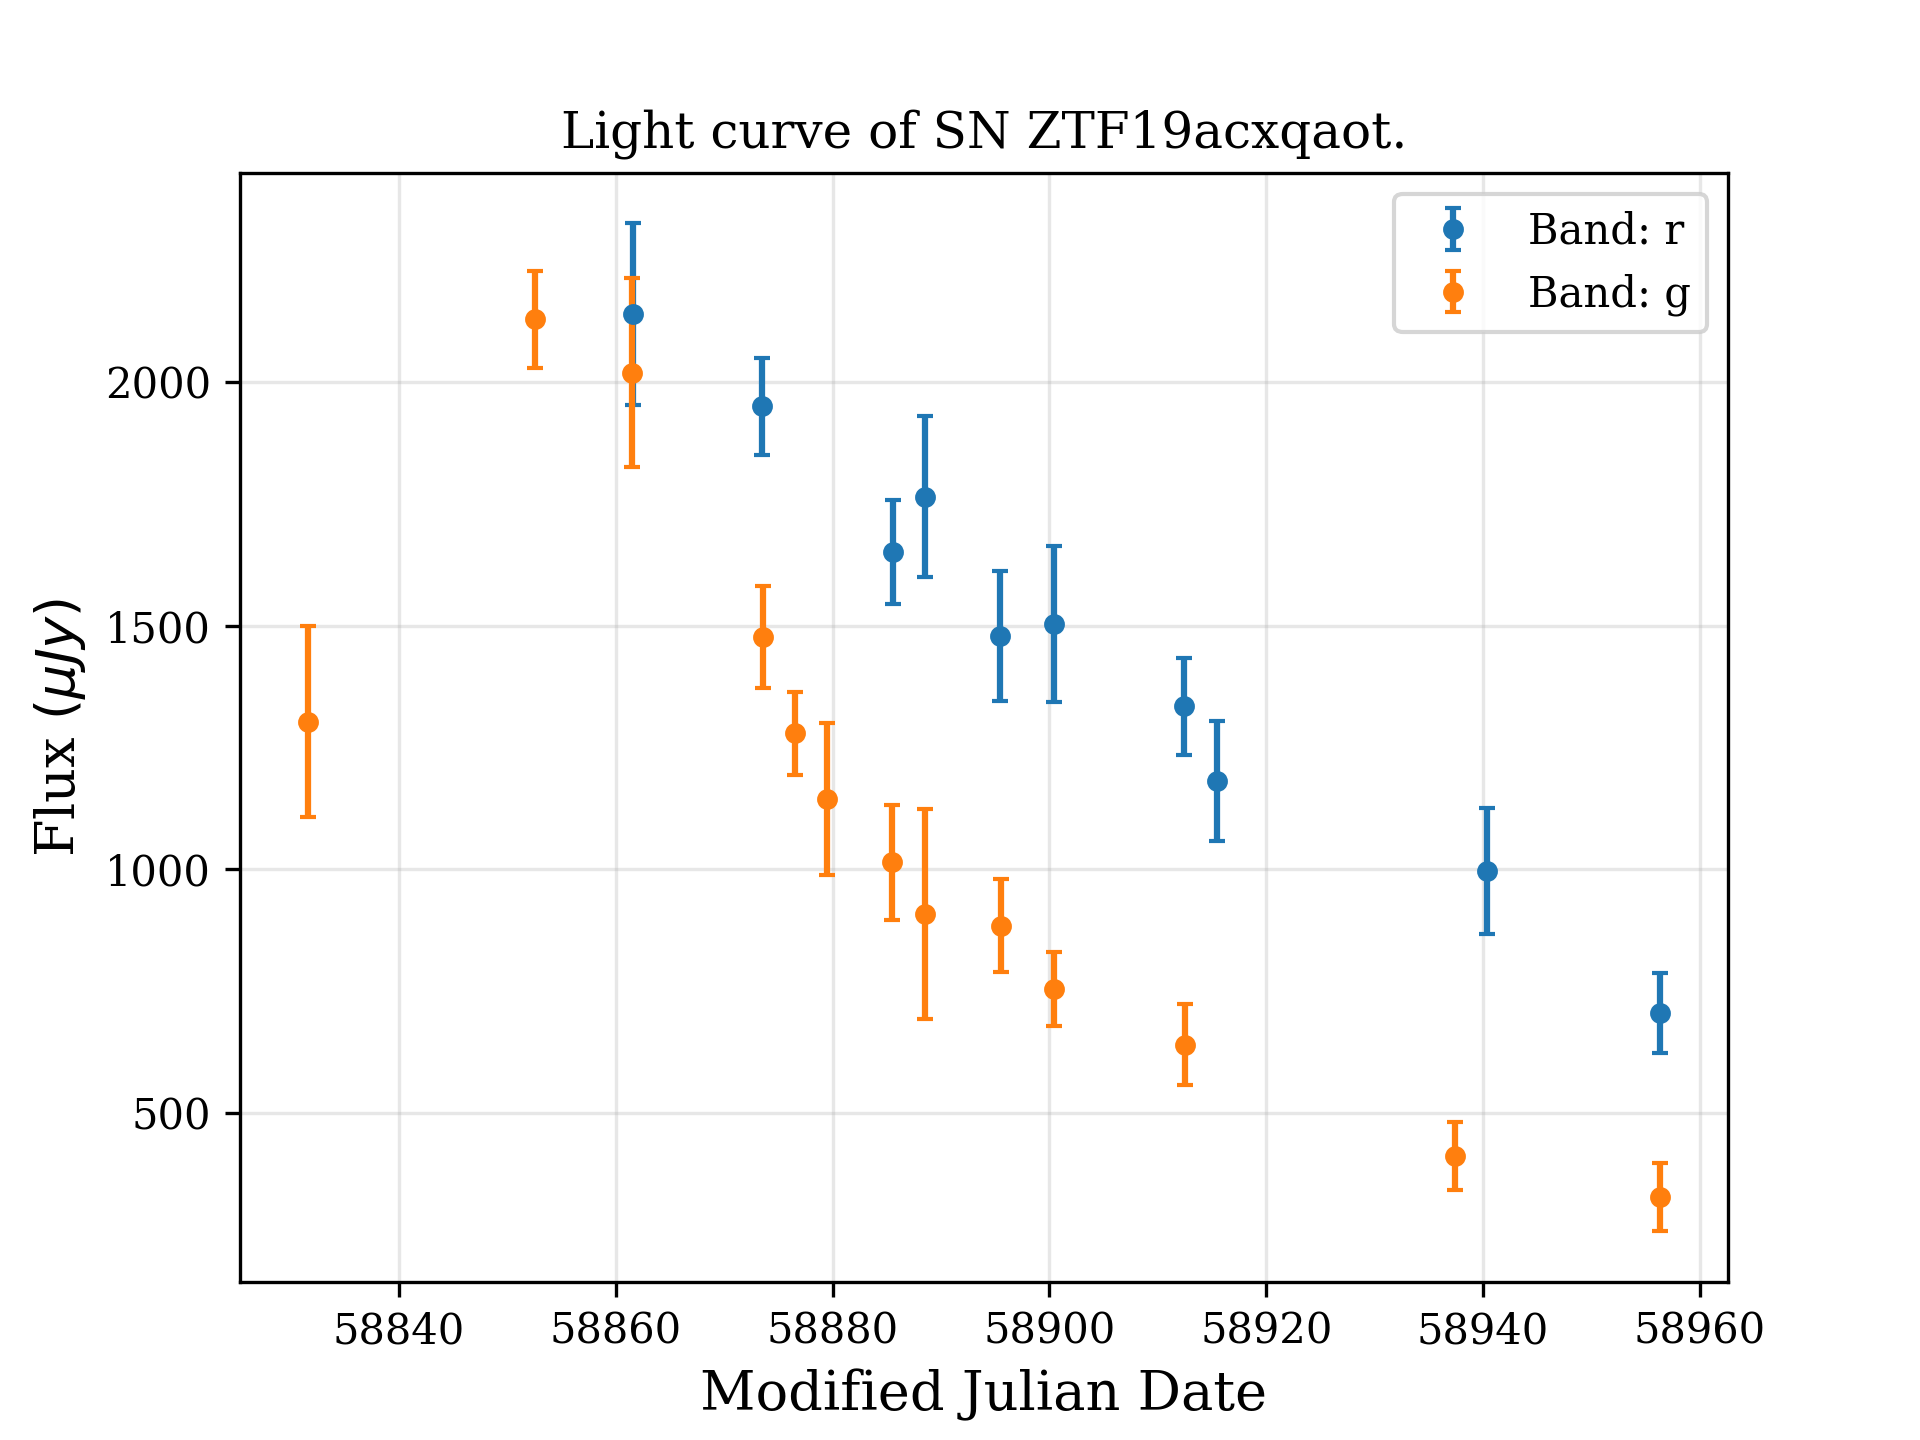 Light curve of SN ZTF19acxqaot.
Band: r
Band: g
Flux (μJy)
2000
1500
1000
500
58840 58860 58880 58900 58920 58940 58960
Modified Julian Date